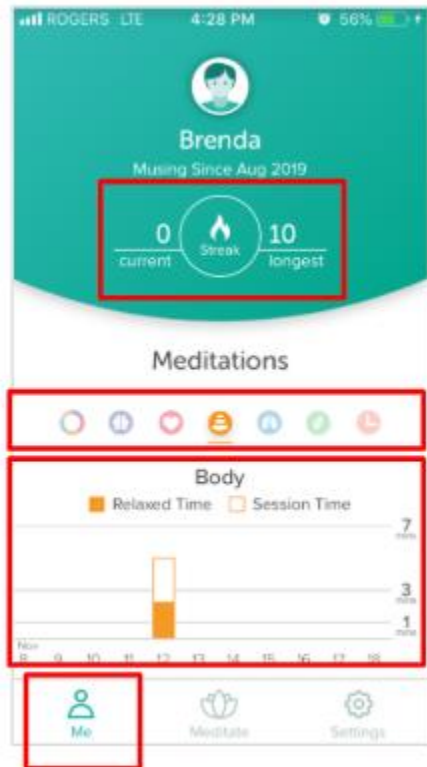 ROGERS LTE 4:28 PM 56%
Brenda
Musing Since Aug 2019
0 Streak 10
current longest
Meditations
Body
Relaxed Time Session Time
7
mins
3
mins
1
mins
Nov
8 9 10 11 12 13 14 15 16 17 18
Me Meditate Settings